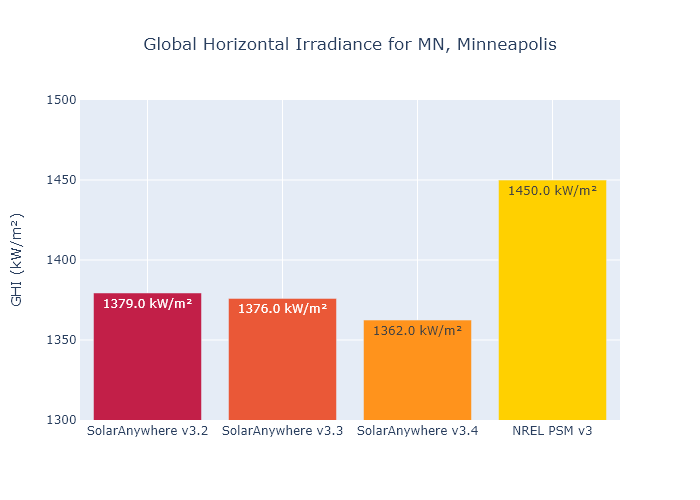 Global Horizontal Irradiance for MN, Minneapolis
GHI (kW/m²)
1500
1450
1400
1350
1300
1379.0 kW/m²
1376.0 kW/m²
1362.0 kW/m²
1450.0 kW/m²
SolarAnywhere v3.2
SolarAnywhere v3.3
SolarAnywhere v3.4
NREL PSM v3